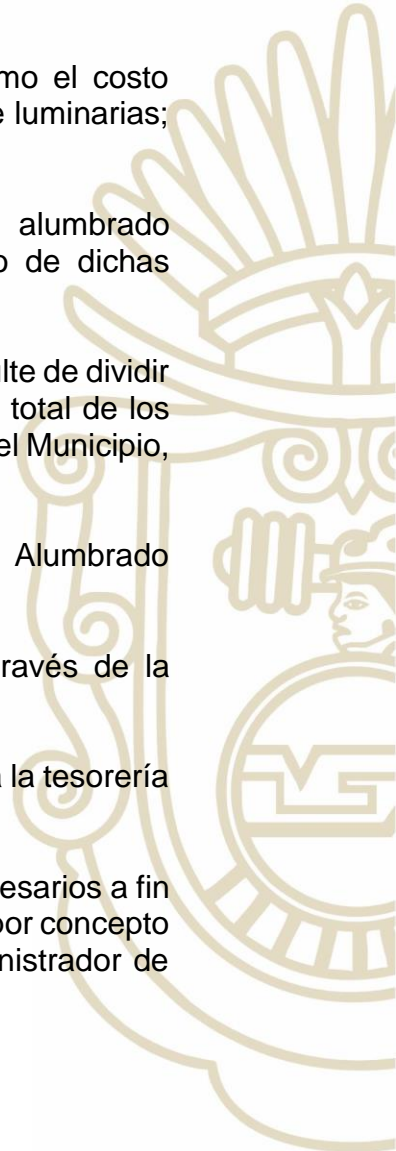 mo el costo
e luminarias;
alumbrado
o de dichas
lte de dividir
total de los
el Municipio,
Alumbrado
ravés de la
a la tesorería
esarios a fin
por concepto
nistrador de